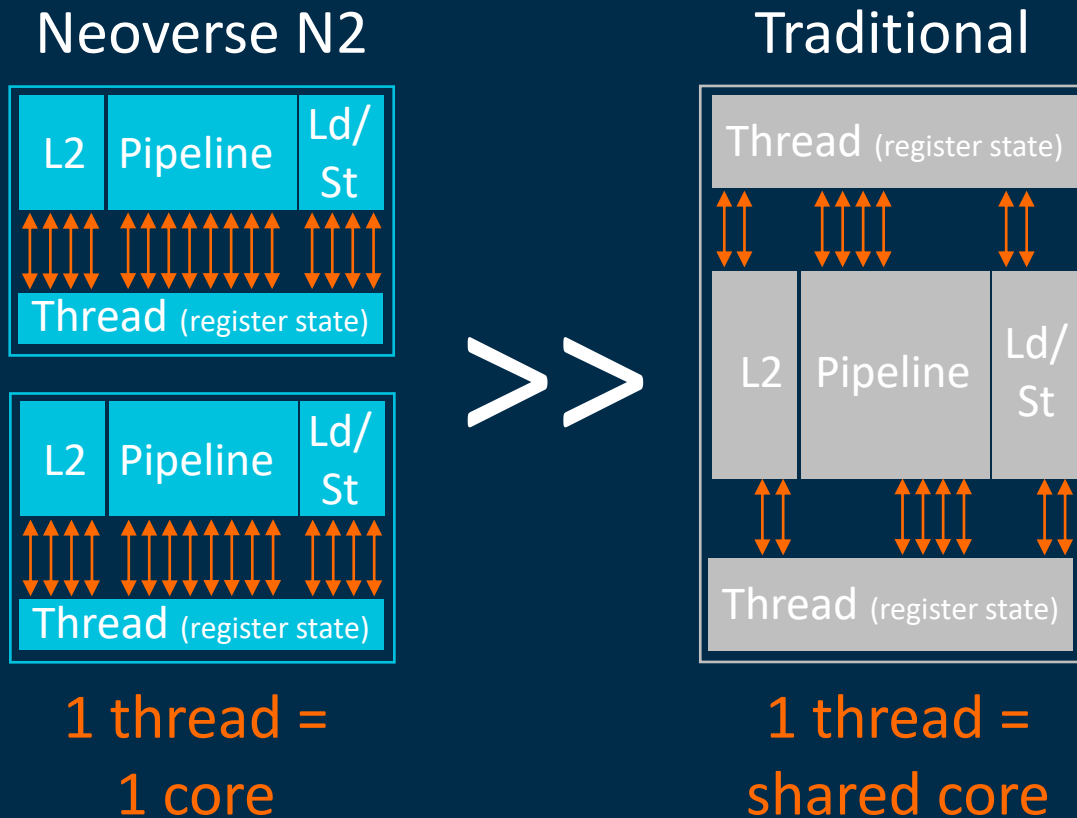 Neoverse N2
L2
Pipeline
Ld/
St
Thread (register state)
L2
Pipeline
Ld/
St
Thread (register state)
1 thread =
1 core
>>
Traditional
Thread (register state)
L2
Pipeline
Ld/
St
Thread (register state)
1 thread =
shared core